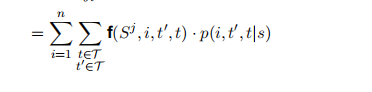 = \sum_{i=1}^{n} \sum_{\substack{t \in \mathcal{T} \\ t' \in \mathcal{T}}} \mathbf{f}(S^j, i, t', t) \cdot p(i, t', t|s)